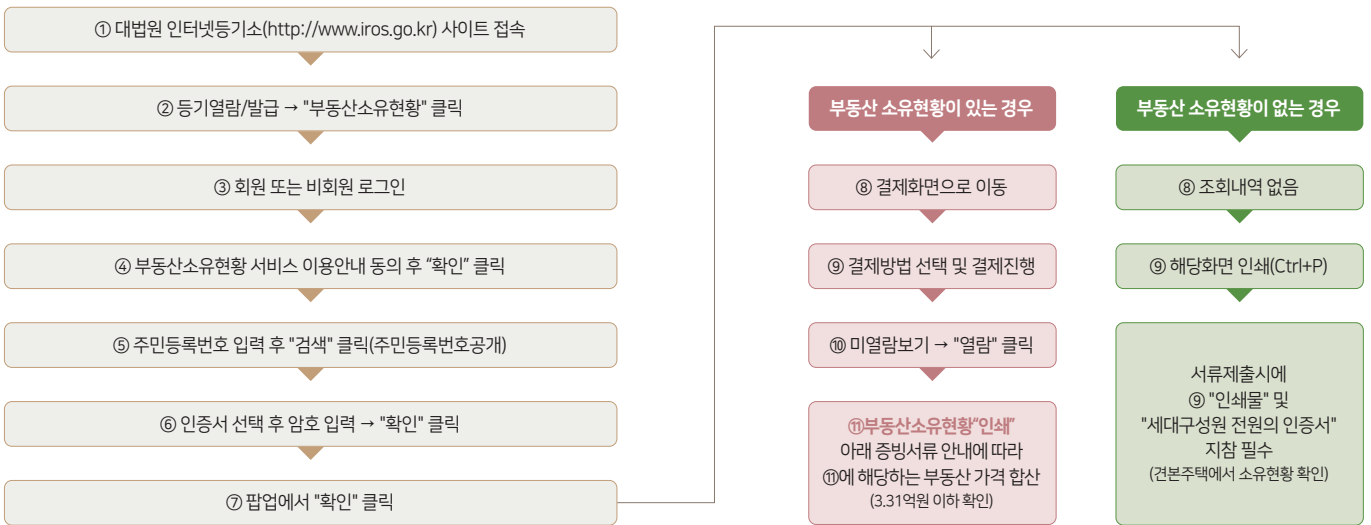 ① 대법원 인터넷등기소(http://www.iros.go.kr) 사이트 접속
② 등기열람/발급 → "부동산소유현황" 클릭
③ 회원 또는 비회원 로그인
④ 부동산소유현황 서비스 이용안내 동의 후 “확인” 클릭
⑤ 주민등록번호 입력 후 "검색" 클릭(주민등록번호공개)
⑥ 인증서 선택 후 암호 입력 → "확인" 클릭
⑦ 팝업에서 "확인" 클릭
부동산 소유현황이 있는 경우
⑧ 결제화면으로 이동
⑨ 결제방법 선택 및 결제진행
⑩ 미열람보기 → "열람" 클릭
⑪부동산소유현황“인쇄”
아래 증빙서류 안내에 따라
⑪에 해당하는 부동산 가격 합산
(3.31억원 이하 확인)
부동산 소유현황이 없는 경우
⑧ 조회내역 없음
⑨ 해당화면 인쇄(Ctrl+P)
서류제출시에
⑨ "인쇄물" 및
"세대구성원 전원의 인증서"
지참 필수
(견본주택에서 소유현황 확인)